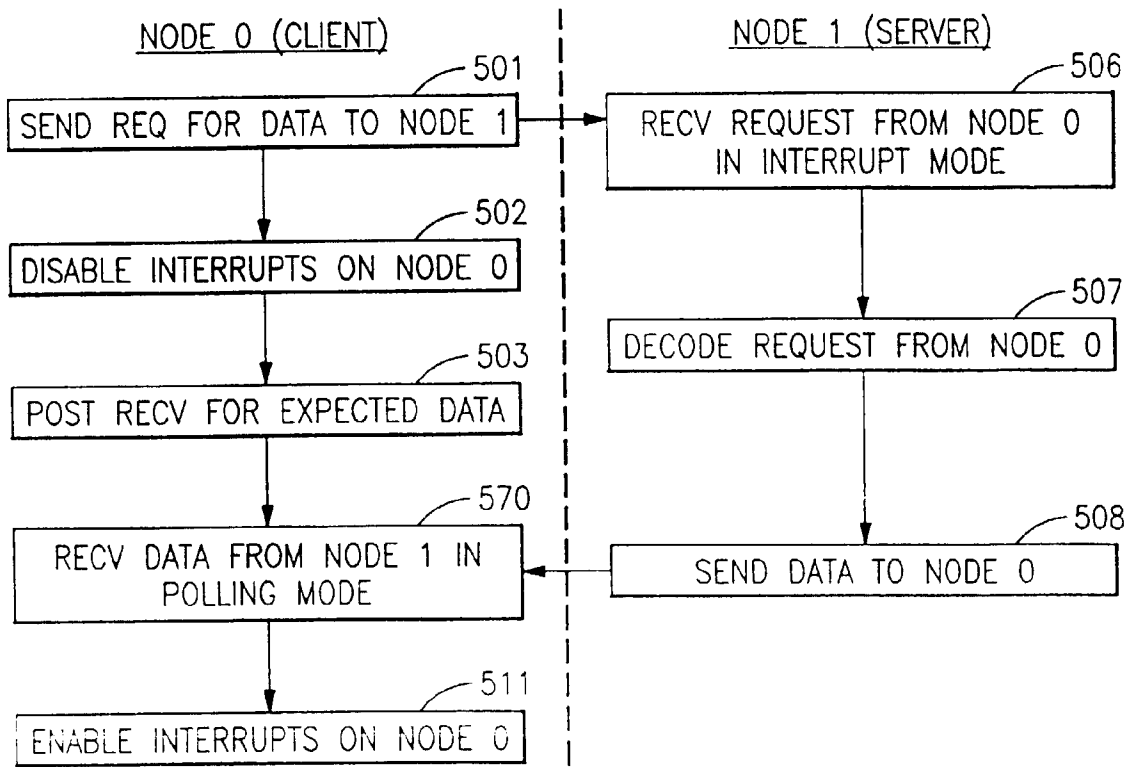 NODE 0 (CLIENT)
501
SEND REQ FOR DATA TO NODE 1
502
DISABLE INTERRUPTS ON NODE 0
503
POST RECV FOR EXPECTED DATA
570
RECV DATA FROM NODE 1 IN
POLLING MODE
511
ENABLE INTERRUPTS ON NODE 0
NODE 1 (SERVER)
506
RECV REQUEST FROM NODE 0
IN INTERRUPT MODE
507
DECODE REQUEST FROM NODE 0
508
SEND DATA TO NODE 0